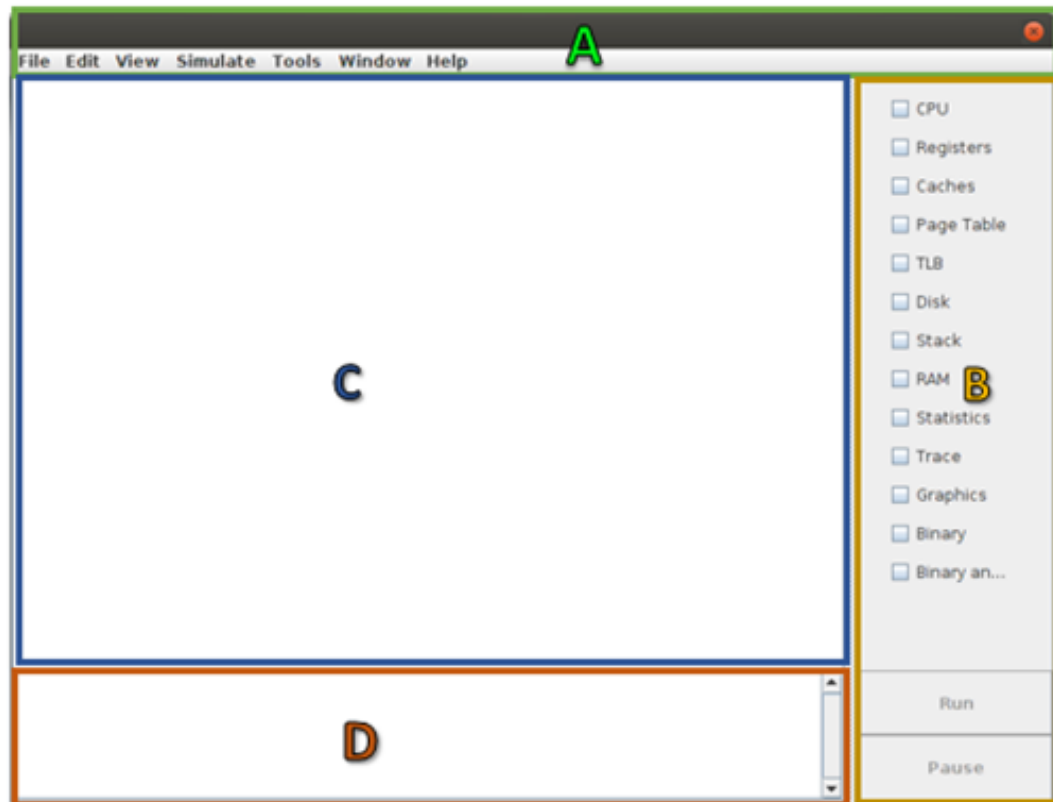 A
File Edit View Simulate Tools Window Help
CPU
Registers
Caches
Page Table
TLB
Disk
Stack
C
RAM B
Statistics
Trace
Graphics
Binary
Binary an...
Run
D
Pause